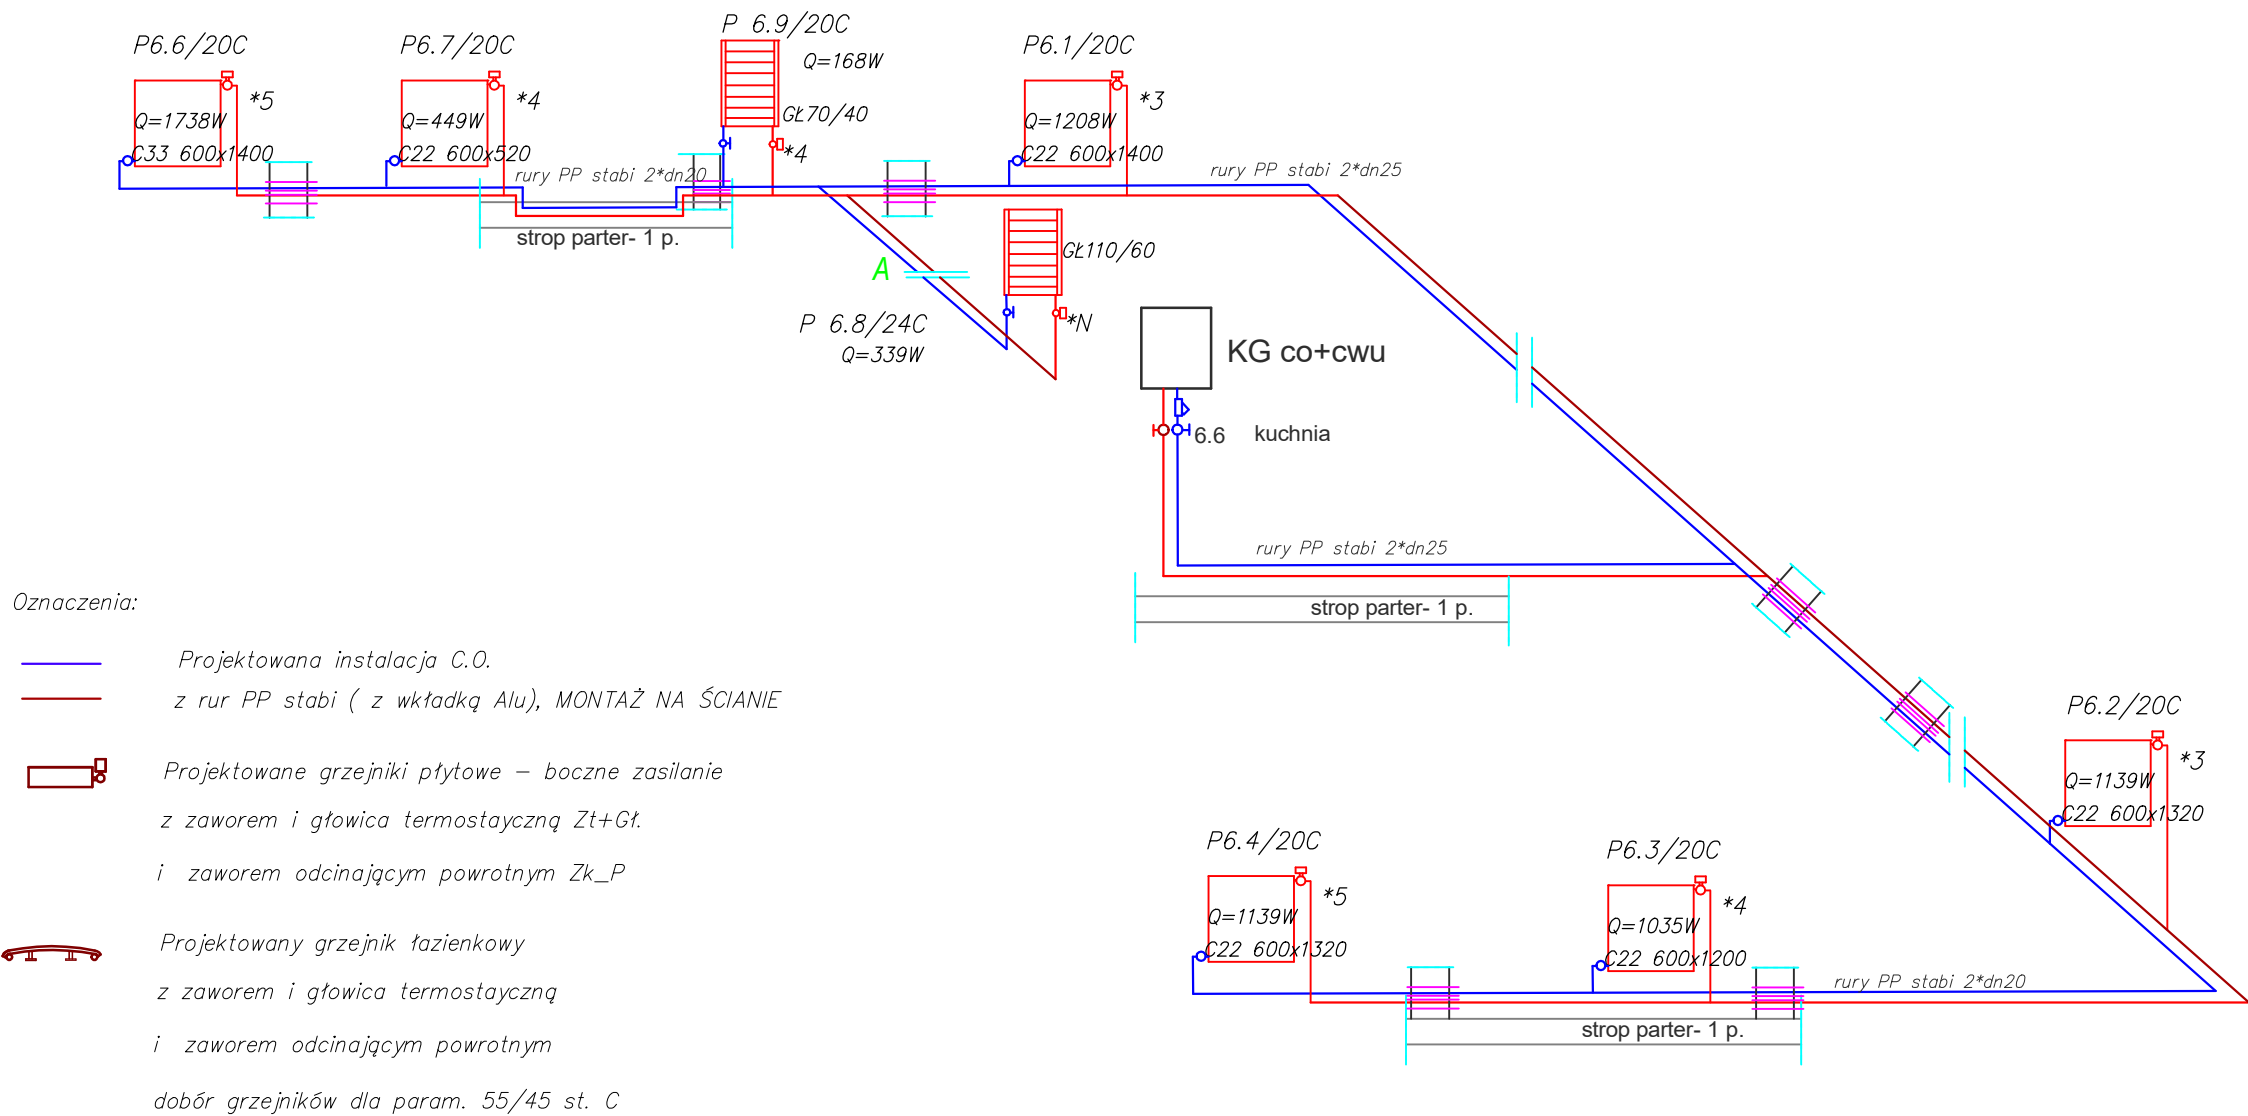 P6.6/20C
*5
Q=1738W
C33 600x1400
P6.7/20C
*4
Q=449W
C22 600x520
rury PP stabi 2*dn20
strop parter- 1 p.
P 6.9/20C
Q=168W
GŁ70/40
*4
P6.1/20C
*3
Q=1208W
C22 600x1400
rury PP stabi 2*dn25
A
GŁ110/60
*N
P 6.8/24C
Q=339W
KG co+cwu
6.6 kuchnia
rury PP stabi 2*dn25
strop parter- 1 p.
P6.2/20C
*3
Q=1139W
C22 600x1320
P6.4/20C
*5
Q=1139W
C22 600x1320
P6.3/20C
*4
Q=1035W
C22 600x1200
rury PP stabi 2*dn20
strop parter- 1 p.
Oznaczenia:
Projektowana instalacja C.O.
z rur PP stabi ( z wkładką Alu), MONTAŻ NA ŚCIANIE
Projektowane grzejniki płytowe – boczne zasilanie
z zaworem i głowica termostayczną Zt+Gł.
i zaworem odcinającym powrotnym Zk_P
Projektowany grzejnik łazienkowy
z zaworem i głowica termostayczną
i zaworem odcinającym powrotnym
dobór grzejników dla param. 55/45 st. C